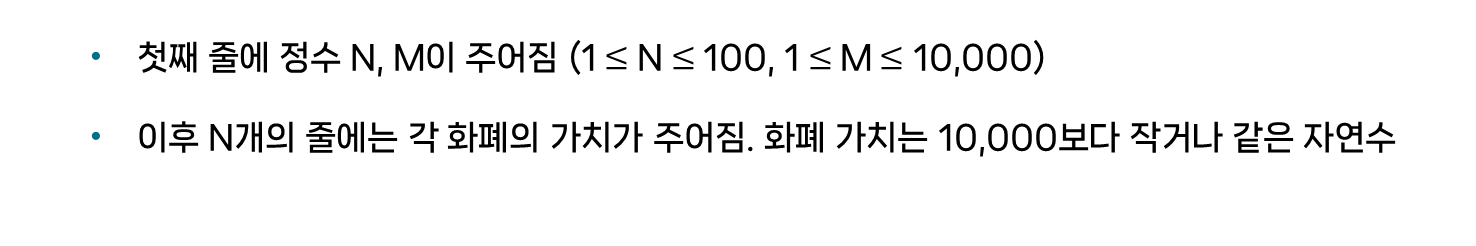 • 첫째 줄에 정수 N, M이 주어짐 (1 ≤ N ≤ 100, 1 ≤ M ≤ 10,000)
• 이후 N개의 줄에는 각 화폐의 가치가 주어짐. 화폐 가치는 10,000보다 작거나 같은 자연수